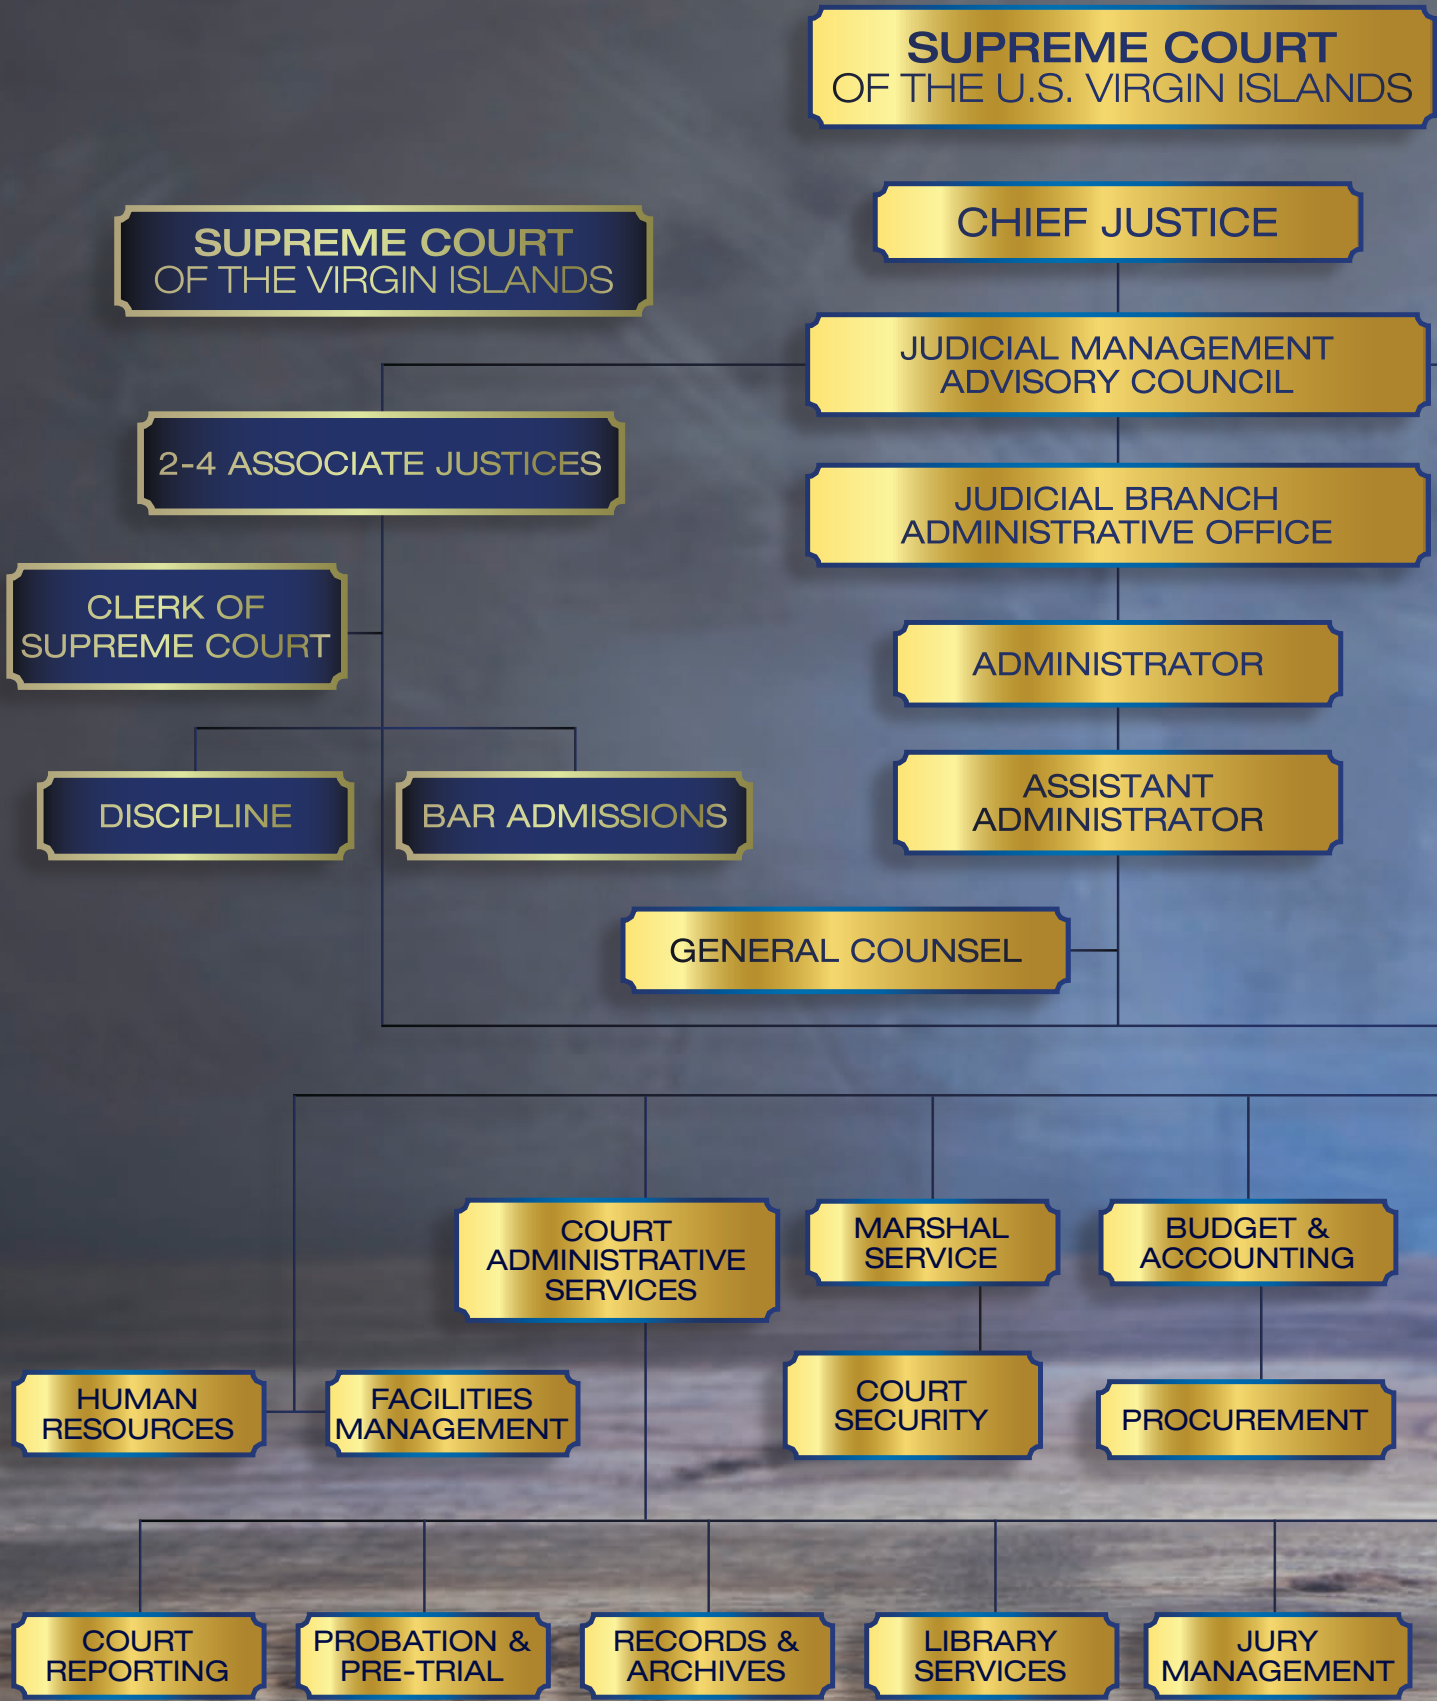 SUPREME COURT
OF THE U.S. VIRGIN ISLANDS
CHIEF JUSTICE
SUPREME COURT
OF THE VIRGIN ISLANDS
JUDICIAL MANAGEMENT
ADVISORY COUNCIL
2-4 ASSOCIATE JUSTICES
JUDICIAL BRANCH
ADMINISTRATIVE OFFICE
CLERK OF
SUPREME COURT
ADMINISTRATOR
DISCIPLINE
BAR ADMISSIONS
ASSISTANT
ADMINISTRATOR
GENERAL COUNSEL
COURT
ADMINISTRATIVE
SERVICES
MARSHAL
SERVICE
BUDGET &
ACCOUNTING
HUMAN
RESOURCES
FACILITIES
MANAGEMENT
COURT
SECURITY
PROCUREMENT
COURT
REPORTING
PROBATION &
PRE-TRIAL
RECORDS &
ARCHIVES
LIBRARY
SERVICES
JURY
MANAGEMENT